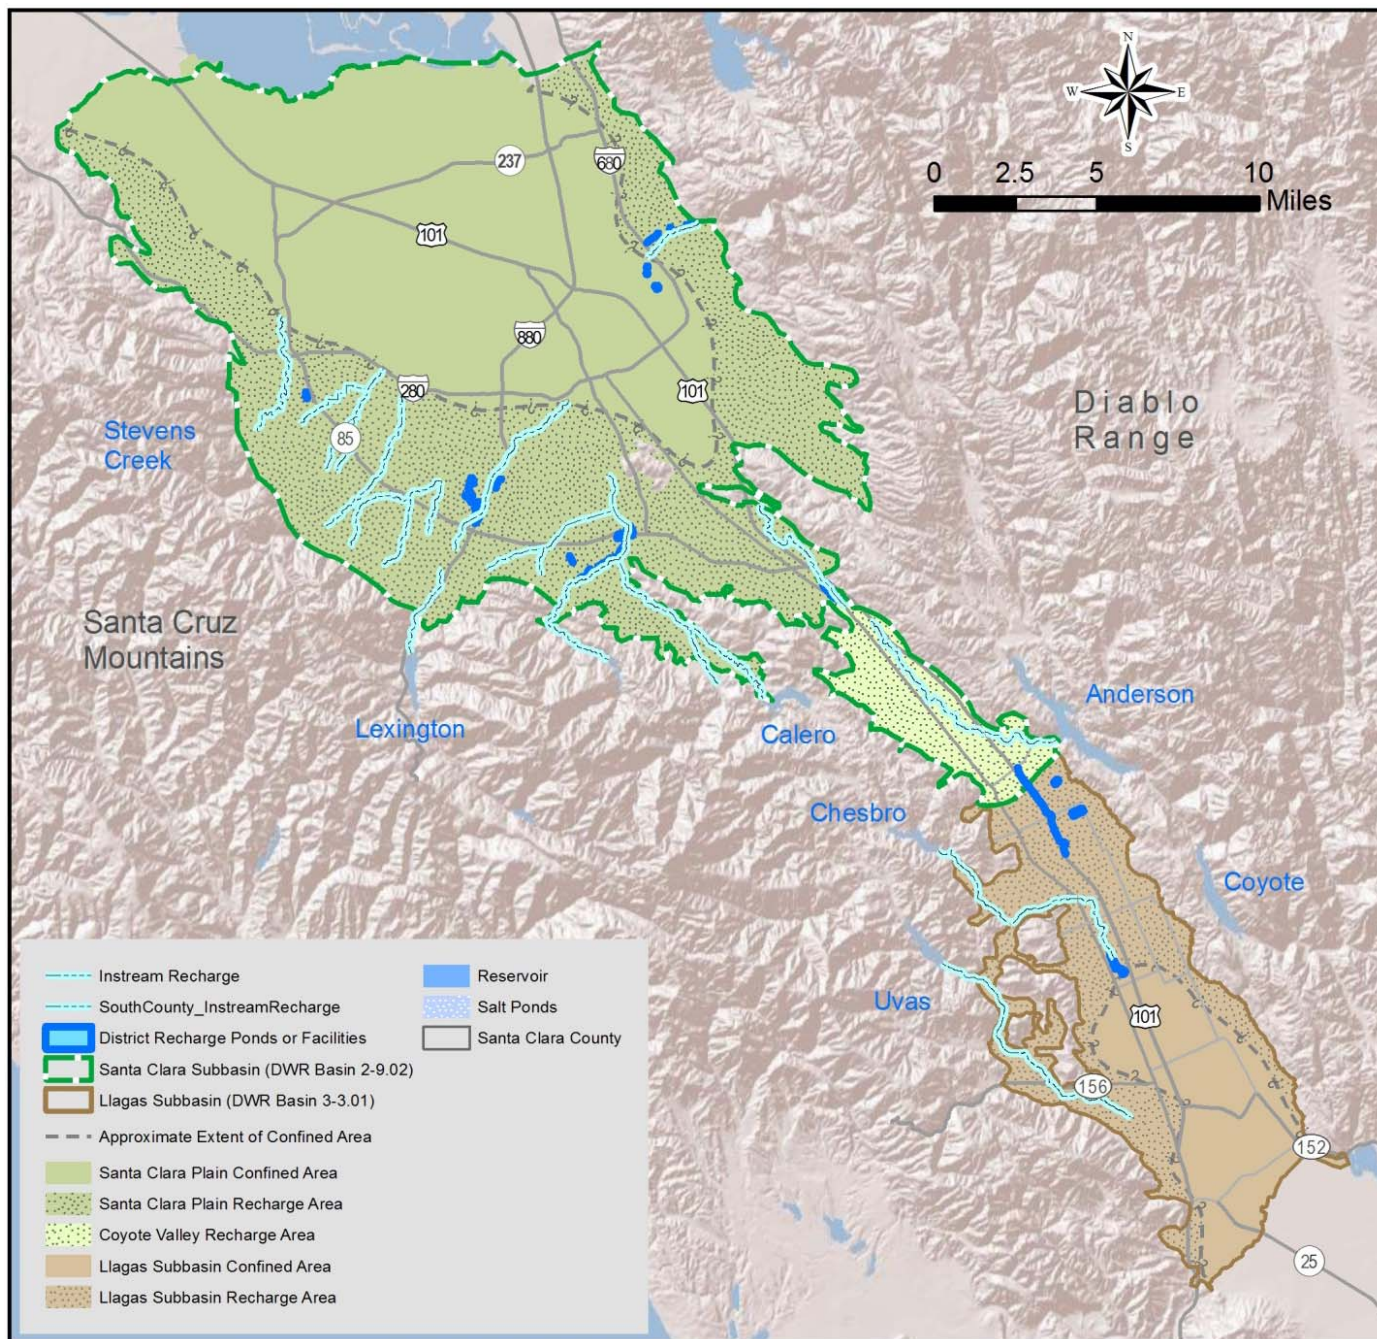 N
W E
S
0 2.5 5 10
Miles
237
680
101
880
280
101
85
Stevens
Creek
Diablo
Range
Santa Cruz
Mountains
Lexington
Calero
Anderson
Chesbro
Coyote
Uvas
101
156
152
25
Instream Recharge
SouthCounty_InstreamRecharge
District Recharge Ponds or Facilities
Santa Clara Subbasin (DWR Basin 2-9.02)
Llagas Subbasin (DWR Basin 3-3.01)
Approximate Extent of Confined Area
Santa Clara Plain Confined Area
Santa Clara Plain Recharge Area
Coyote Valley Recharge Area
Llagas Subbasin Confined Area
Llagas Subbasin Recharge Area
Reservoir
Salt Ponds
Santa Clara County